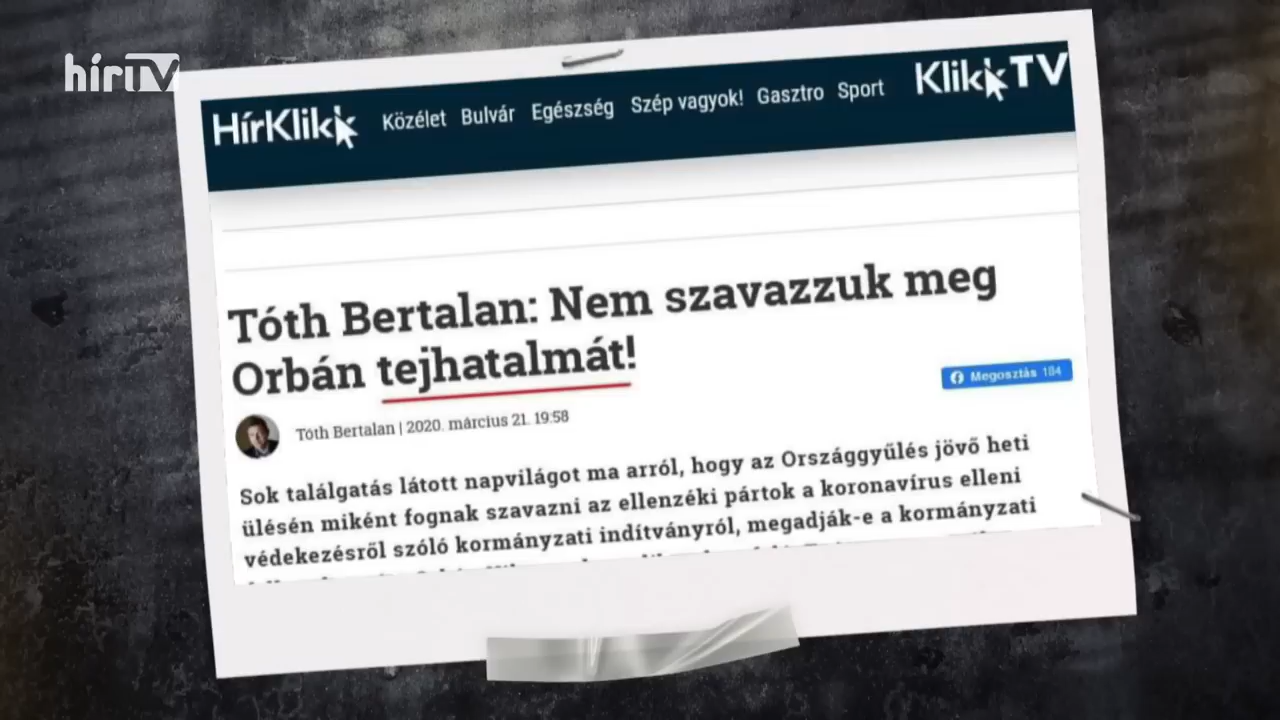 hírTV
HírKlikk Közélet Bulvár Egészség Szép vagyok! Gasztro Sport KlikkTV
Tóth Bertalan: Nem szavazzuk meg
Orbán tejhatalmát!
Megosztás 184
Tóth Bertalan | 2020. március 21. 19:58
Sok találgatás látott napvilágot ma arról, hogy az Országgyűlés jövő heti
ülésén miként fognak szavazni az ellenzéki pártok a koronavírus elleni
védekezésről szóló kormányzati indítványról, megadják-e a kormányzati